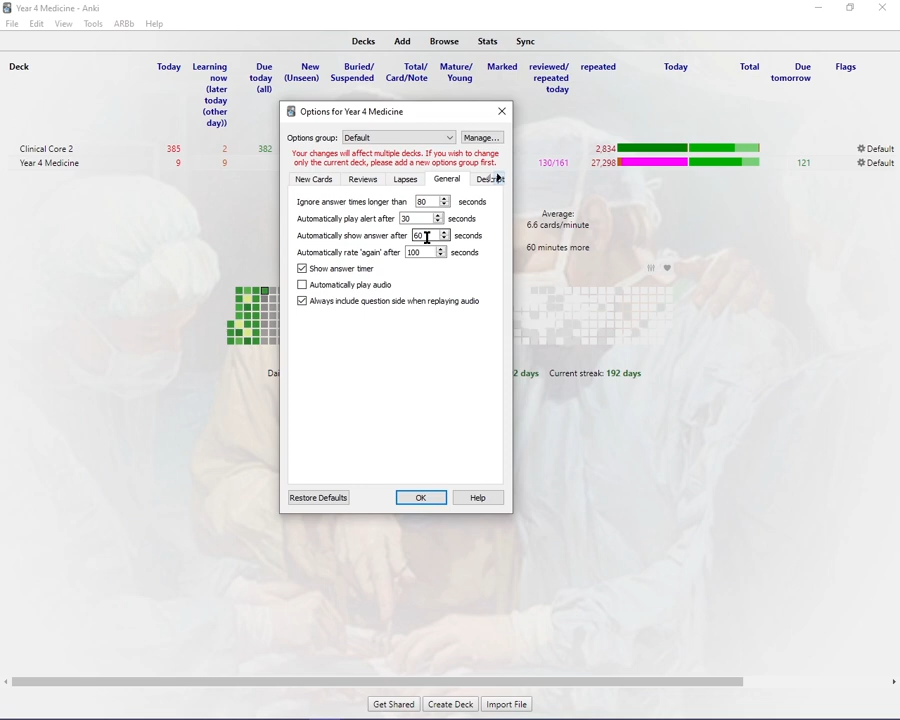 Year 4 Medicine - Anki
File Edit View Tools ARBb Help
Decks Add Browse Stats Sync
Deck
Today
Learning now (later today (other day))
Due today (all)
New (Unseen)
Buried/ Suspended
Total/ Card/Note
Mature/ Young
Marked
reviewed/ repeated today
repeated
Today
Total
Due tomorrow
Flags
Clinical Core 2 385 2 382 2,834 Default
Year 4 Medicine 9 9 130/161 27,298 121 Default
Options for Year 4 Medicine
Options group: Default Manage...
Your changes will affect multiple decks. If you wish to change
only the current deck, please add a new options group first.
New Cards Reviews Lapses General
Ignore answer times longer than 80 seconds
Automatically play alert after 30 seconds
Automatically show answer after 60 seconds
Automatically rate 'again' after 100 seconds
Show answer timer
Automatically play audio
Always include question side when replaying audio
Restore Defaults OK Help
Average:
6.6 cards/minute
60 minutes more
Dai
2 days Current streak: 192 days
Get Shared Create Deck Import File